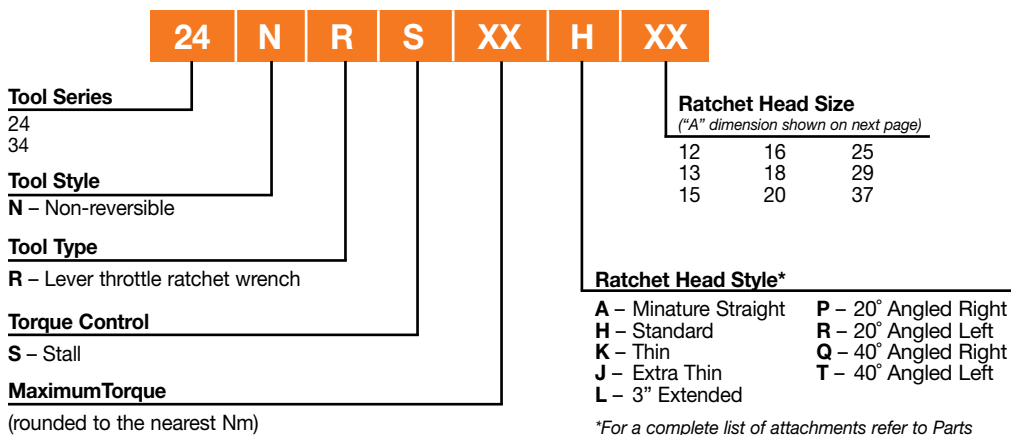 24 N R S XX H XX
Tool Series
24
34
Tool Style
N – Non-reversible
Tool Type
R – Lever throttle ratchet wrench
Torque Control
S – Stall
MaximumTorque
(rounded to the nearest Nm)
Ratchet Head Size
("A" dimension shown on next page)
12 16 25
13 18 29
15 20 37
Ratchet Head Style*
A – Minature Straight P – 20° Angled Right
H – Standard R – 20° Angled Left
K – Thin Q – 40° Angled Right
J – Extra Thin T – 40° Angled Left
L – 3” Extended
*For a complete list of attachments refer to Parts